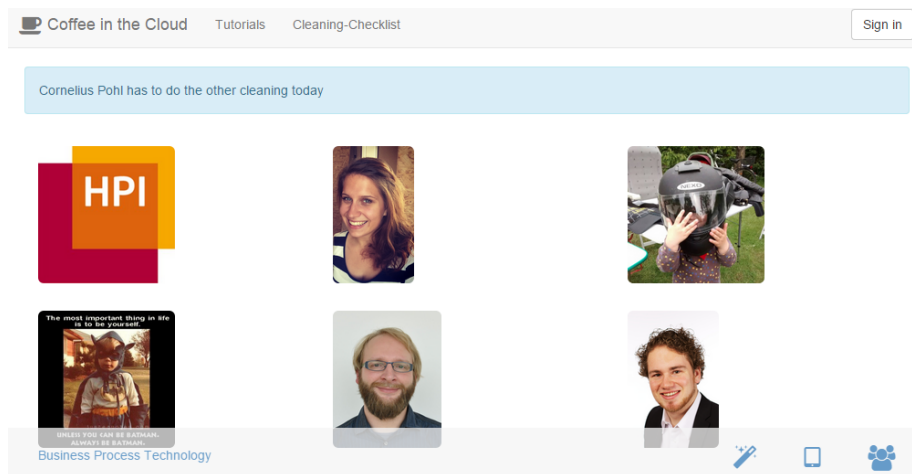 Coffee in the Cloud Tutorials Cleaning-Checklist Sign in
Cornelius Pohl has to do the other cleaning today
HPI
The most important thing in life
is to be yourself.
UNLESS YOU CAN BE BATMAN.
ALWAYS BE BATMAN.
Business Process Technology